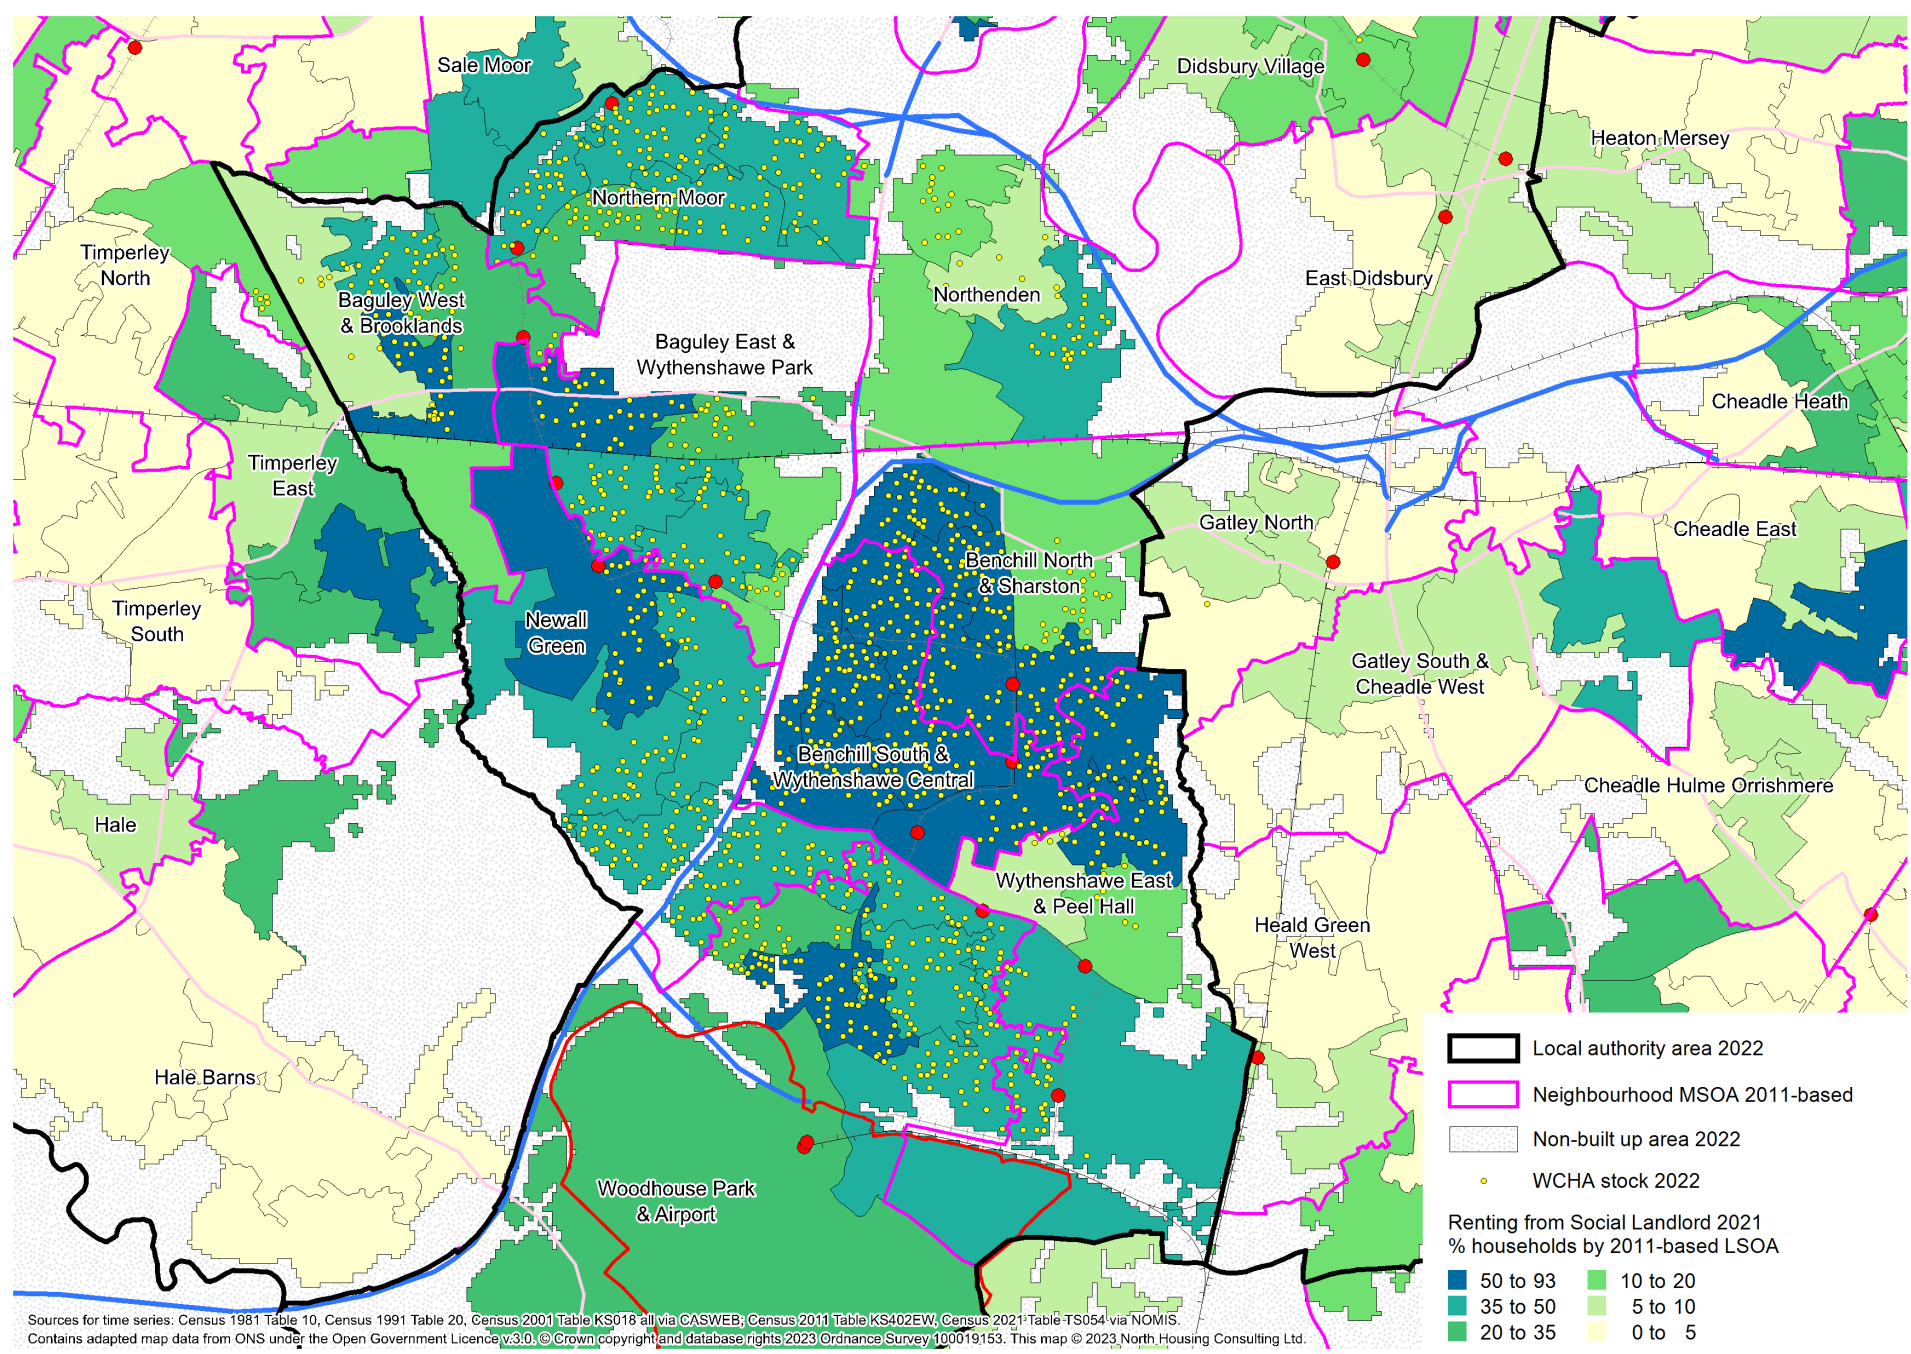 Sale Moor
Didsbury Village
Heaton Mersey
Northern Moor
Timperley
North
East Didsbury
Northenden
Baguley West
& Brooklands
Baguley East &
Wythenshawe Park
Cheadle Heath
Timperley
East
Gatley North
Cheadle East
Benchill North
& Sharston
Timperley
South
Newall
Green
Gatley South &
Cheadle West
Benchill South &
Wythenshawe Central
Cheadle Hulme Orrishmere
Hale
Wythenshawe East
& Peel Hall
Heald Green
West
Hale Barns
Woodhouse Park
& Airport
Local authority area 2022
Neighbourhood MSOA 2011-based
Non-built up area 2022
WCHA stock 2022
Renting from Social Landlord 2021
% households by 2011-based LSOA
50 to 93 10 to 20
35 to 50 5 to 10
20 to 35 0 to 5
Sources for time series: Census 1981 Table 10, Census 1991 Table 20, Census 2001 Table KS018 all via CASWEB; Census 2011 Table KS402EW, Census 2021 Table TS054 via NOMIS.
Contains adapted map data from ONS under the Open Government Licence v.3.0. © Crown copyright and database rights 2023 Ordnance Survey 100019153. This map © 2023 North Housing Consulting Ltd.